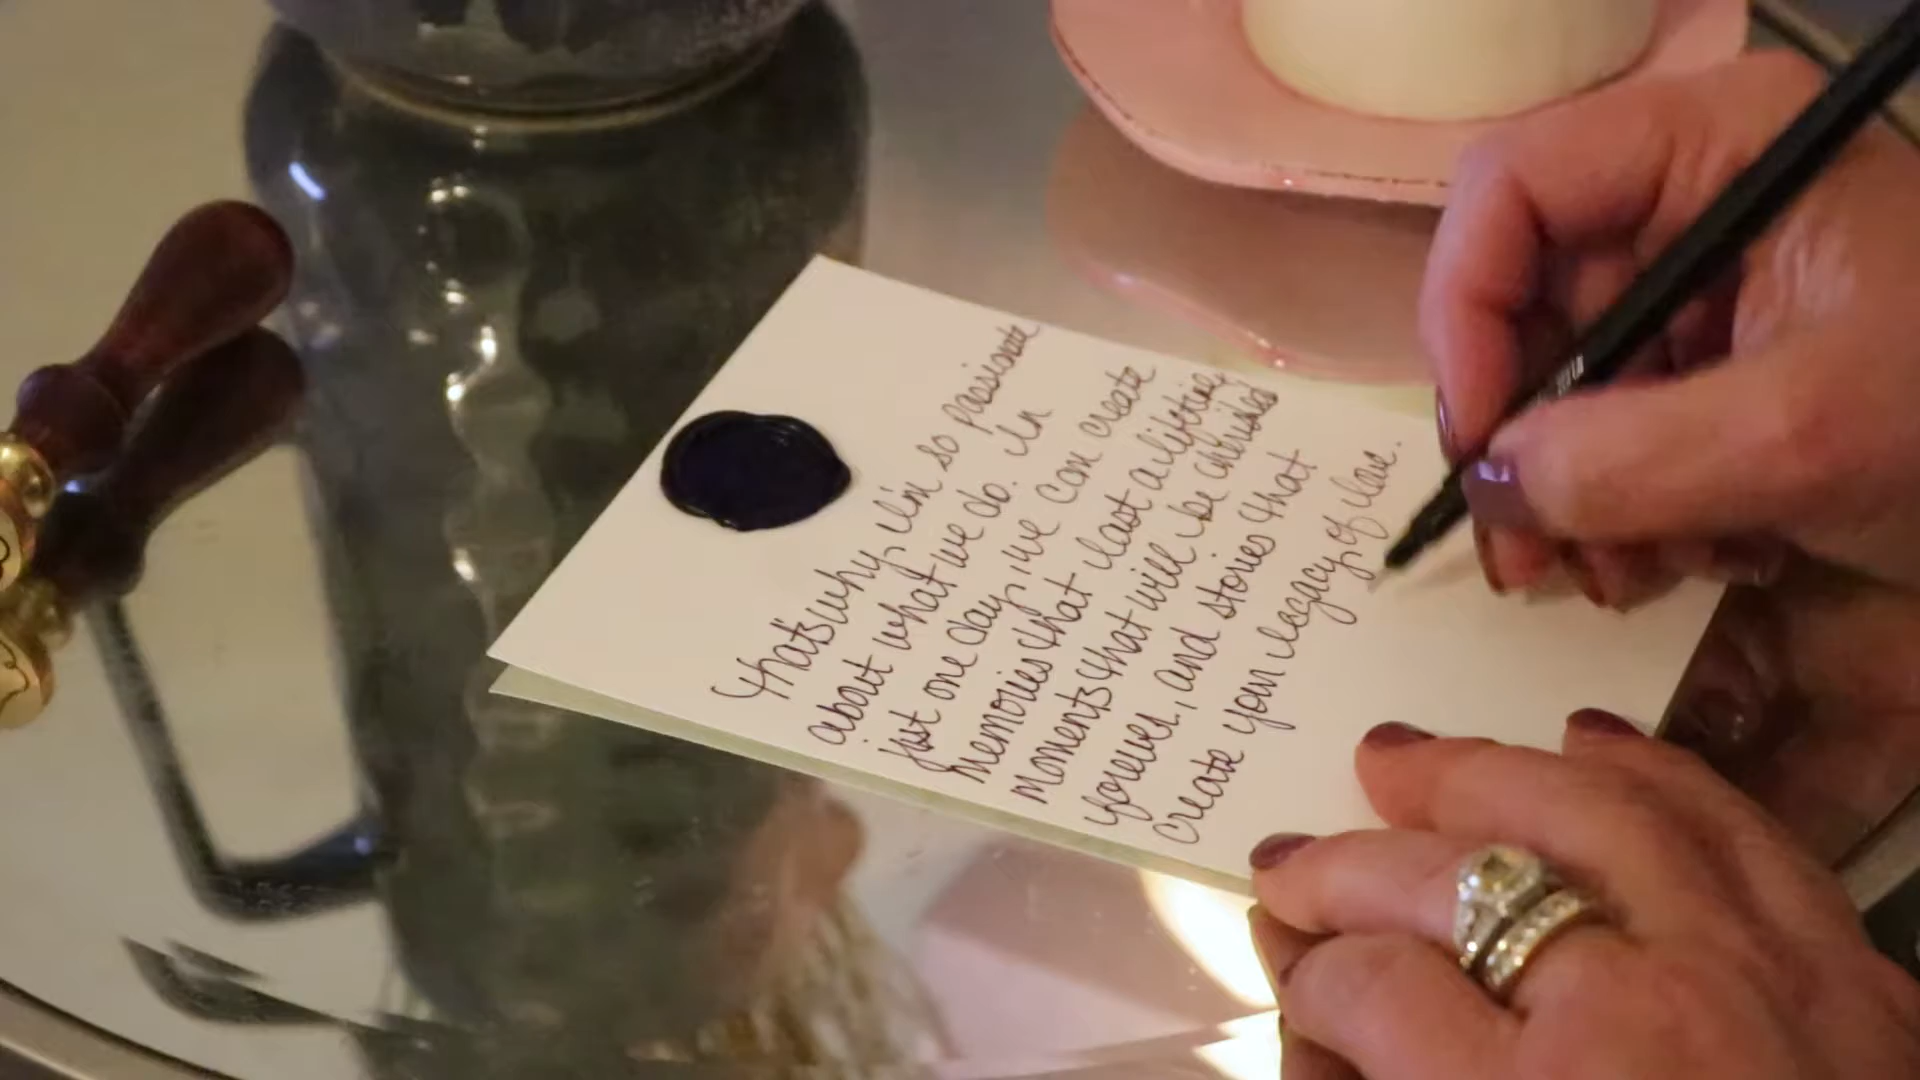 That's why, I'm so passionate
about what we do. In
just one day, we can create
memories that last a lifetime,
moments that will be cherished
forever, and stories that
create your legacy of love.